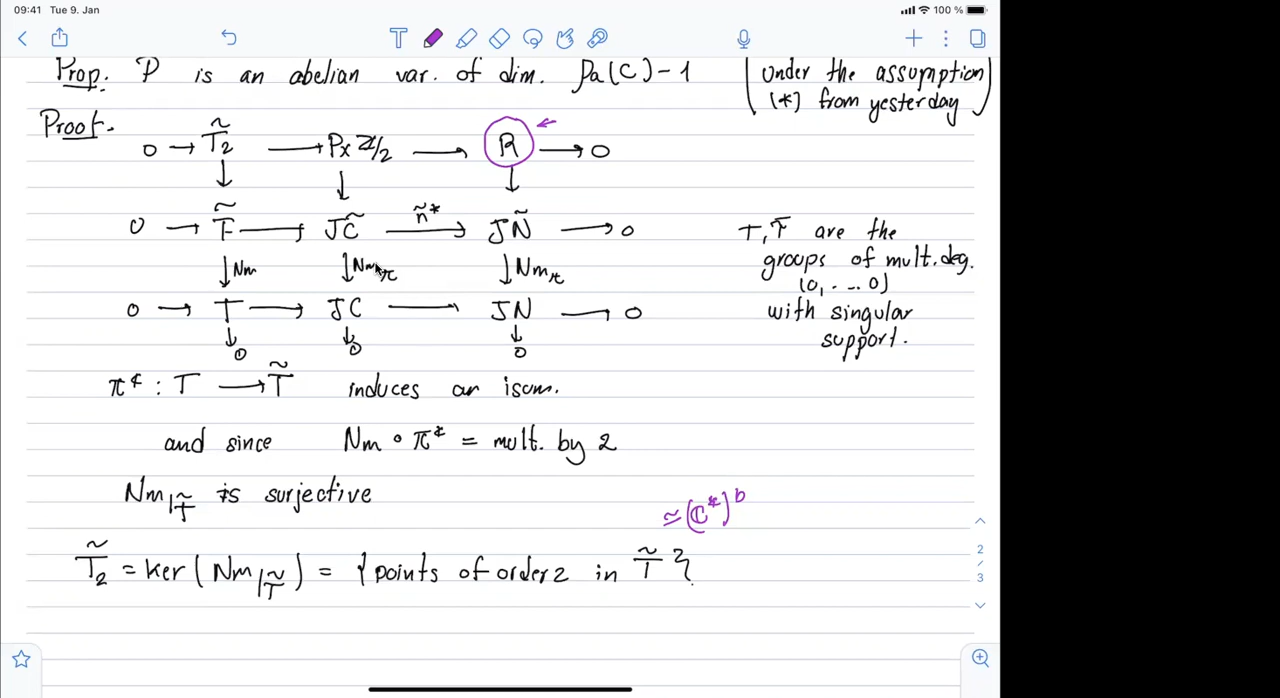 09:41 Tue 9. Jan 100 %
Prop. P is an abelian var. of dim. Pa(C)-1 (under the assumption
(*) from yesterday)
Proof.
0 → T̃₂ → P x ℤ/2 → R → 0
0 → T̃ → JC̃ ñ* → JÑ → 0
↓Nm ↓Nmπ ↓Nmπ
0 → T → JC → JN → 0
0 0 0
T, T̃ are the
groups of mult. deg.
(0, .... 0)
with singular
support.
π* : T → T̃ induces an isom.
and since Nm ∘ π* = mult. by 2
Nm|T̃ is surjective
≃ (ℂ*)^b
T̃₂ = ker (Nm|T̃) = { points of order 2 in T̃ }
2
/
3